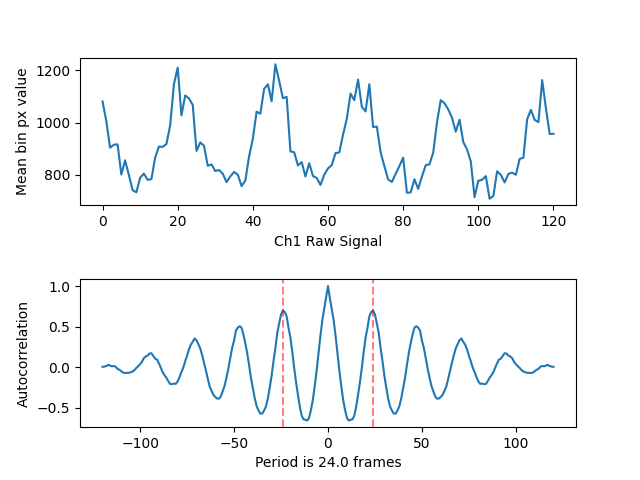 Mean bin px value
1200
1000
800
0 20 40 60 80 100 120
Ch1 Raw Signal
Autocorrelation
1.0
0.5
0.0
−0.5
−100 −50 0 50 100
Period is 24.0 frames